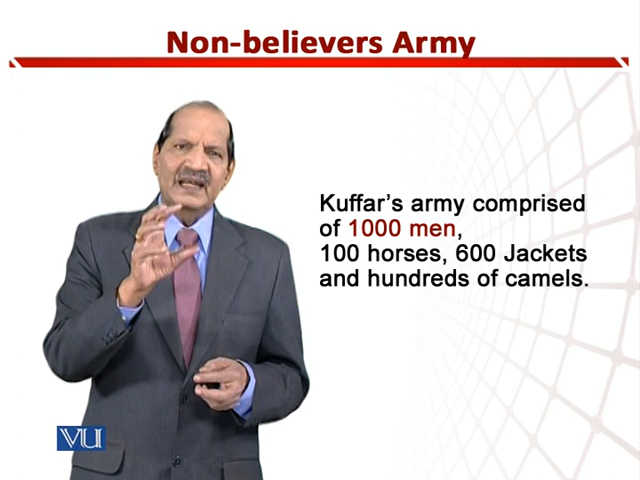 Non-believers Army
Kuffar's army comprised
of 1000 men,
100 horses, 600 Jackets
and hundreds of camels.
VU